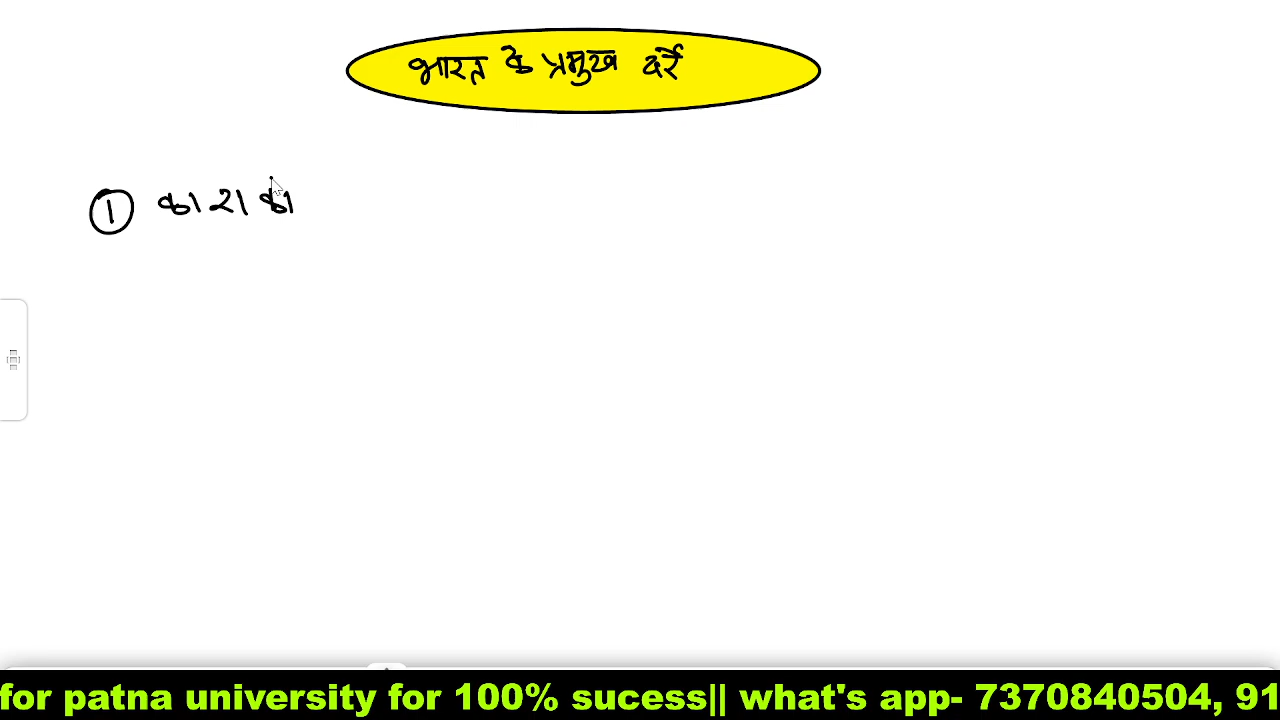 भारत के प्रमुख दर्रे
① काराका
for patna university for 100% sucess|| what's app- 7370840504, 91